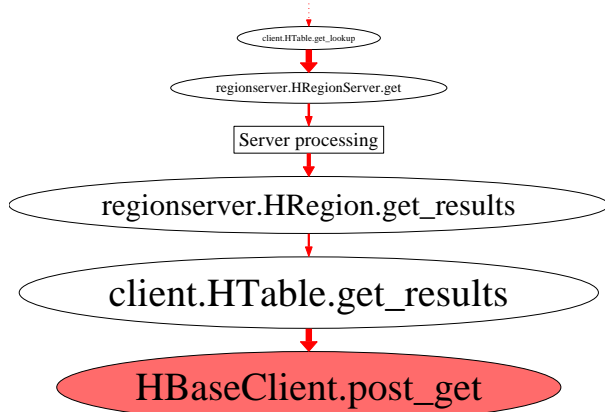 client.HTable.get_lookup
regionserver.HRegionServer.get
Server processing
regionserver.HRegion.get_results
client.HTable.get_results
HBaseClient.post_get